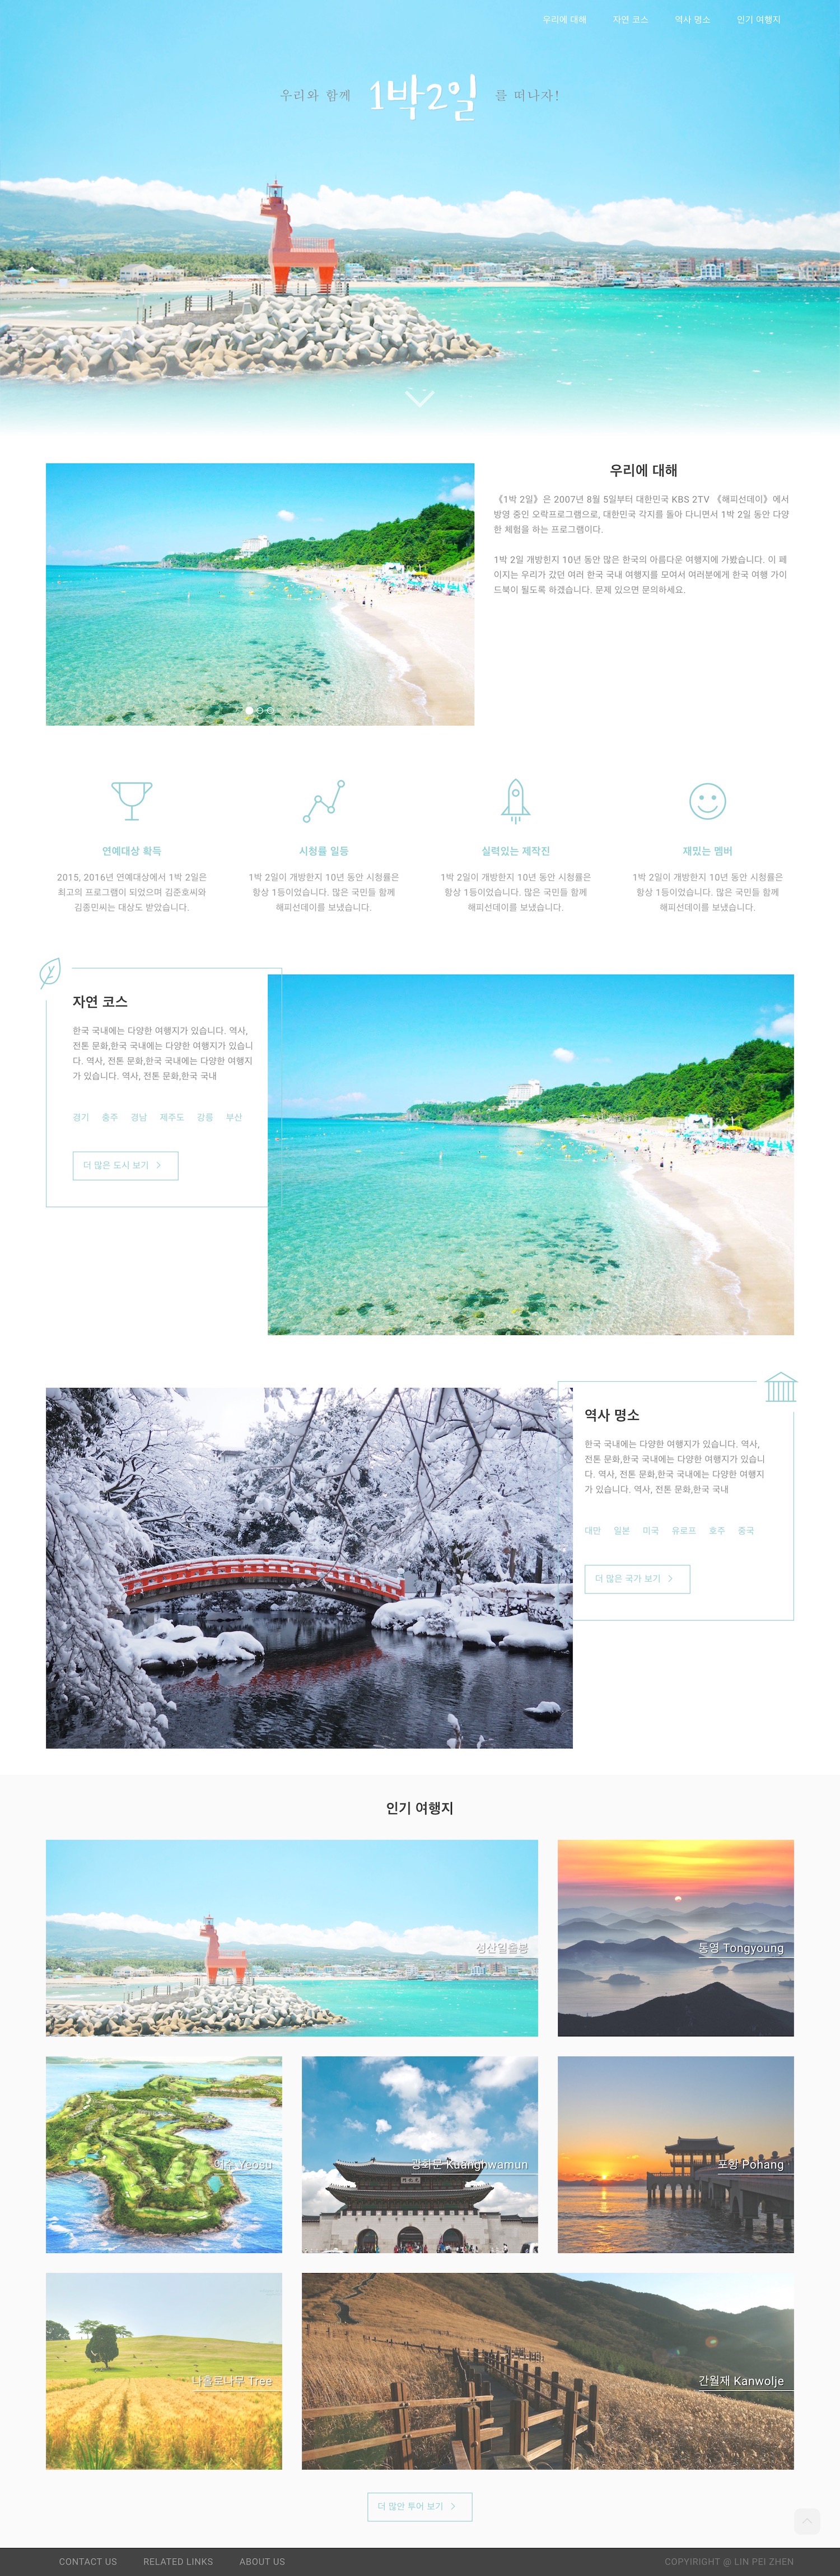 우리에 대해 자연 코스 역사 명소 인기 여행지
우리와 함께 1박2일 를 떠나자!
우리에 대해
《1박 2일》은 2007년 8월 5일부터 대한민국 KBS 2TV 《해피선데이》에서
방영 중인 오락프로그램으로, 대한민국 각지를 돌아 다니면서 1박 2일 동안 다양
한 체험을 하는 프로그램이다.
1박 2일 개방힌지 10년 동안 많은 한국의 아름다운 여행지에 가봤습니다. 이 페
이지는 우리가 갔던 여러 한국 국내 여행지를 모여서 여러분에게 한국 여행 가이
드북이 될도록 하겠습니다. 문제 있으면 문의하세요.
연예대상 확득
2015, 2016년 연예대상에서 1박 2일은
최고의 프로그램이 되었으며 김준호씨와
김종민씨는 대상도 받았습니다.
시청률 일등
1박 2일이 개방한지 10년 동안 시청률은
항상 1등이었습니다. 많은 국민들 함께
해피선데이를 보냈습니다.
실력있는 제작진
1박 2일이 개방한지 10년 동안 시청률은
항상 1등이었습니다. 많은 국민들 함께
해피선데이를 보냈습니다.
재밌는 멤버
1박 2일이 개방한지 10년 동안 시청률은
항상 1등이었습니다. 많은 국민들 함께
해피선데이를 보냈습니다.
자연 코스
한국 국내에는 다양한 여행지가 있습니다. 역사,
전톤 문화,한국 국내에는 다양한 여행지가 있습니
다. 역사, 전톤 문화,한국 국내에는 다양한 여행지
가 있습니다. 역사, 전톤 문화,한국 국내
경기 충주 경남 제주도 강릉 부산
더 많은 도시 보기
역사 명소
한국 국내에는 다양한 여행지가 있습니다. 역사,
전톤 문화,한국 국내에는 다양한 여행지가 있습니
다. 역사, 전톤 문화,한국 국내에는 다양한 여행지
가 있습니다. 역사, 전톤 문화,한국 국내
대만 일본 미국 유로프 호주 중국
더 많은 국가 보기
인기 여행지
성산일출봉
통영 Tongyoung
여수 Yeosu
광화문 Kuanghwamun
포항 Pohang
나홀로나무 Tree
간월재 Kanwolje
더 많안 투어 보기
CONTACT US RELATED LINKS ABOUT US COPYIRIGHT @ LIN PEI ZHEN